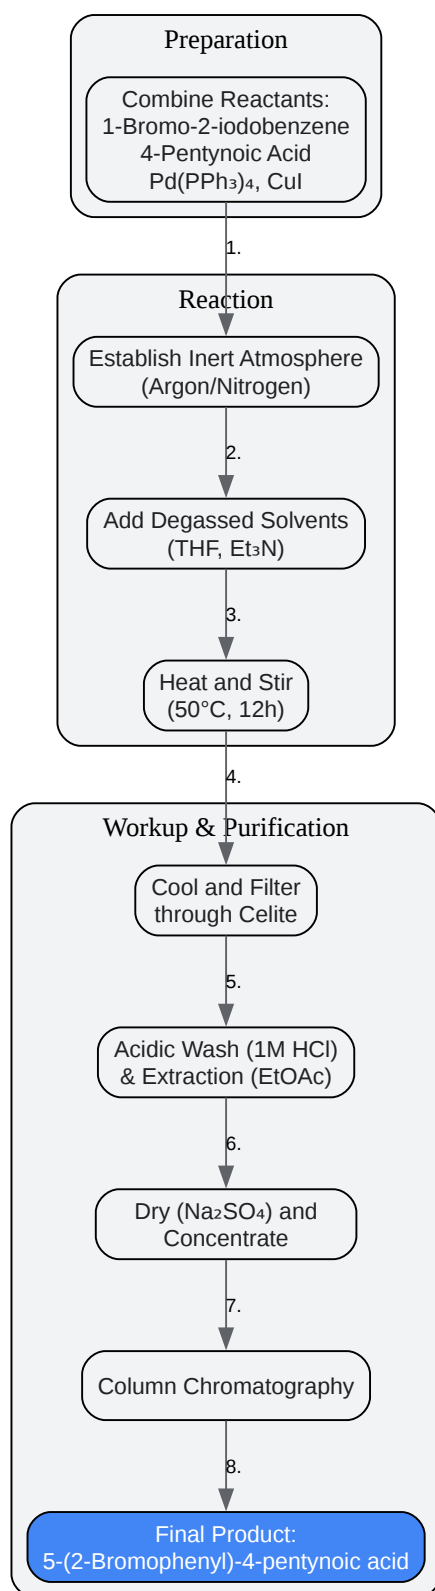 Preparation
Combine Reactants:
1-Bromo-2-iodobenzene
4-Pentynoic Acid
Pd(PPh₃)₄, CuI
1.
Reaction
Establish Inert Atmosphere
(Argon/Nitrogen)
2.
Add Degassed Solvents
(THF, Et₃N)
3.
Heat and Stir
(50°C, 12h)
4.
Workup & Purification
Cool and Filter
through Celite
5.
Acidic Wash (1M HCl)
& Extraction (EtOAc)
6.
Dry (Na₂SO₄) and
Concentrate
7.
Column Chromatography
8.
Final Product:
5-(2-Bromophenyl)-4-pentynoic acid